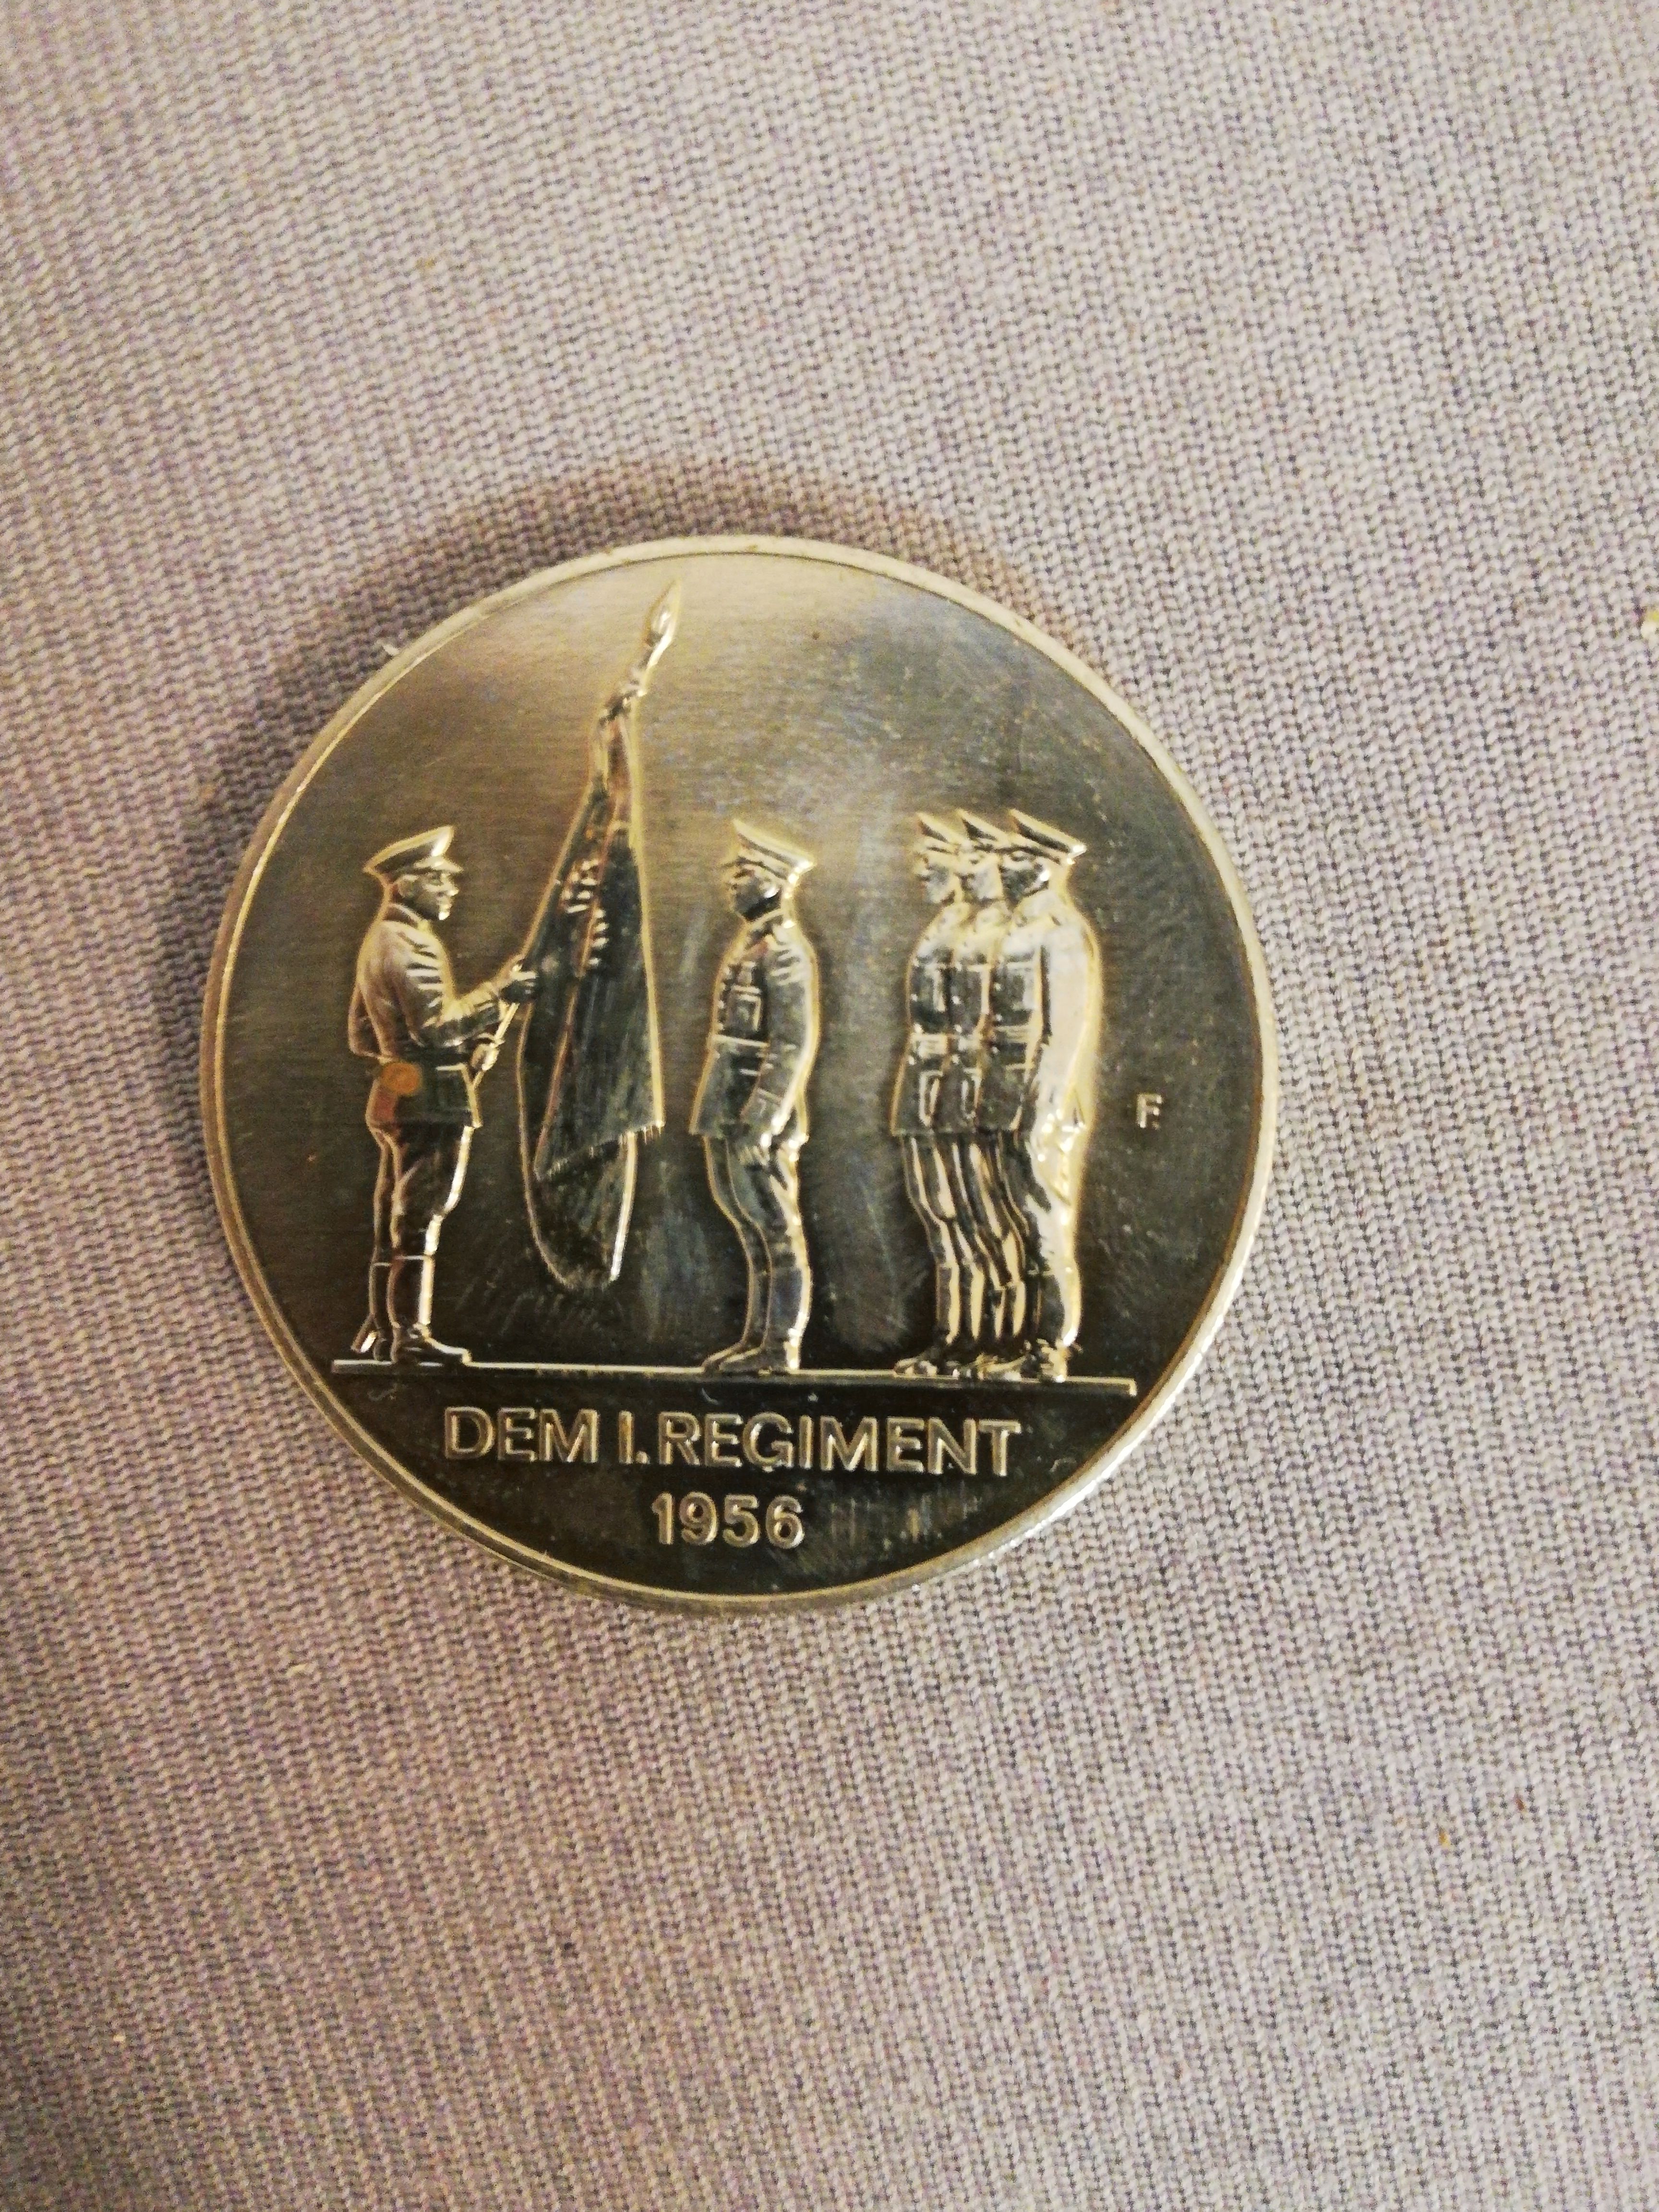 F
DEM I. REGIMENT
1956